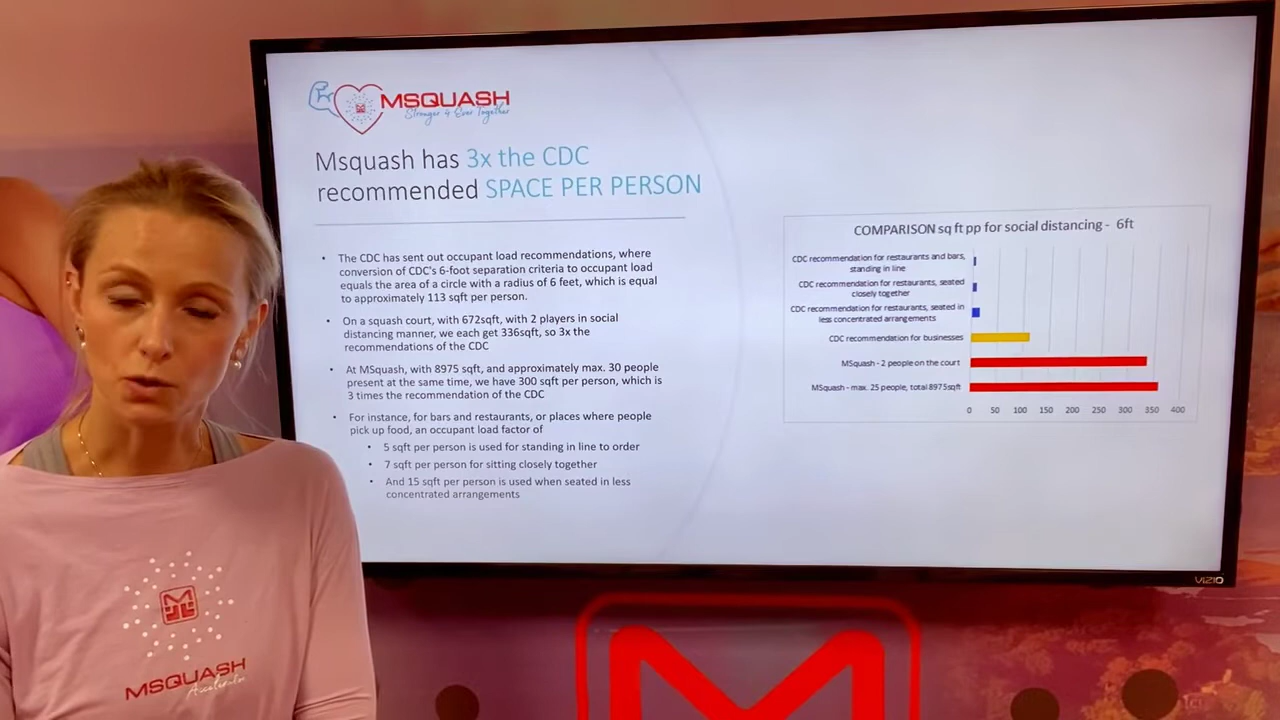 MSQUASH
Stronger & Ever Together
Msquash has 3x the CDC
recommended SPACE PER PERSON
• The CDC has sent out occupant load recommendations, where
conversion of CDC's 6-foot separation criteria to occupant load
equals the area of a circle with a radius of 6 feet, which is equal
to approximately 113 sqft per person.
• On a squash court, with 672sqft, with 2 players in social
distancing manner, we each get 336sqft, so 3x the
recommendations of the CDC
• At MSquash, with 8975 sqft, and approximately max. 30 people
present at the same time, we have 300 sqft per person, which is
3 times the recommendation of the CDC
• For instance, for bars and restaurants, or places where people
pick up food, an occupant load factor of
• 5 sqft per person is used for standing in line to order
• 7 sqft per person for sitting closely together
• And 15 sqft per person is used when seated in less
concentrated arrangements
COMPARISON sq ft pp for social distancing - 6ft
CDC recommendation for restaurants and bars,
standing in line
CDC recommendation for restaurants, seated
closely together
CDC recommendation for restaurants, seated in
less concentrated arrangements
CDC recommendation for businesses
MSquash - 2 people on the court
MSquash - max. 25 people, total 8975sqft
0 50 100 150 200 250 300 350 400
VIZIO
MSQUASH
Accelerator
M